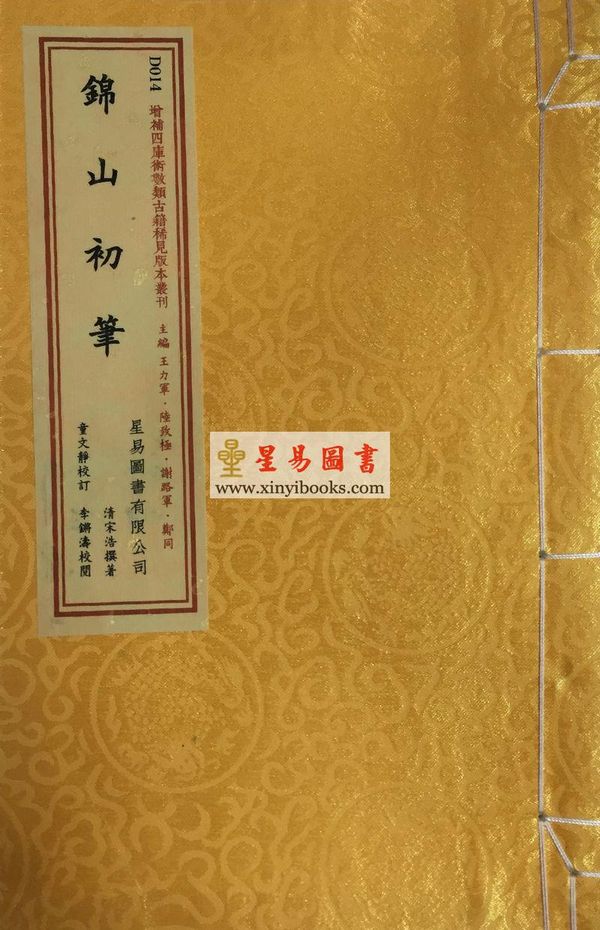 D014 增補四庫術數類古籍稀見版本叢刊 主編 王力軍・陸致極・謝路軍・鄭同
錦山初筆
星易圖書有限公司
清宋浩撰著
童文靜校訂 李鏘濤校閱
星易圖書
www.xinyibooks.com